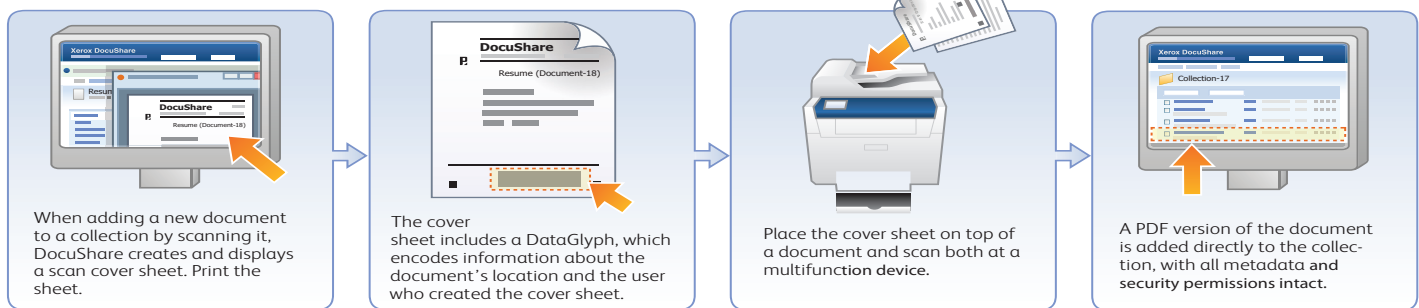 Xerox DocuShare
Resum
DocuShare
Resume (Document-18)
When adding a new document
to a collection by scanning it,
DocuShare creates and displays
a scan cover sheet. Print the
sheet.
DocuShare
Resume (Document-18)
The cover
sheet includes a DataGlyph, which
encodes information about the
document’s location and the user
who created the cover sheet.
DocuShare
Place the cover sheet on top of
a document and scan both at a
multifunction device.
Xerox DocuShare
Collection-17
A PDF version of the document
is added directly to the collec-
tion, with all metadata and
security permissions intact.